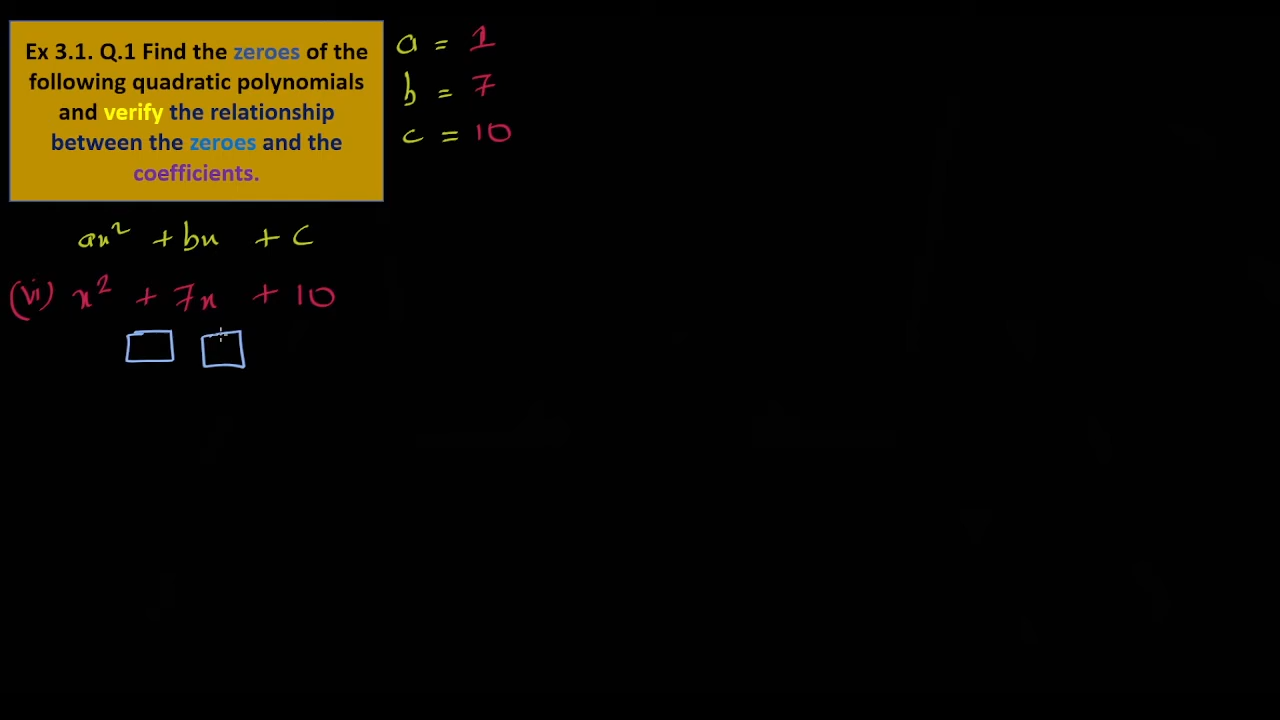 Ex 3.1. Q.1 Find the zeroes of the
following quadratic polynomials
and verify the relationship
between the zeroes and the
coefficients.
a = 1
b = 7
c = 10
ax² + bx + c
(vi) x² + 7x + 10